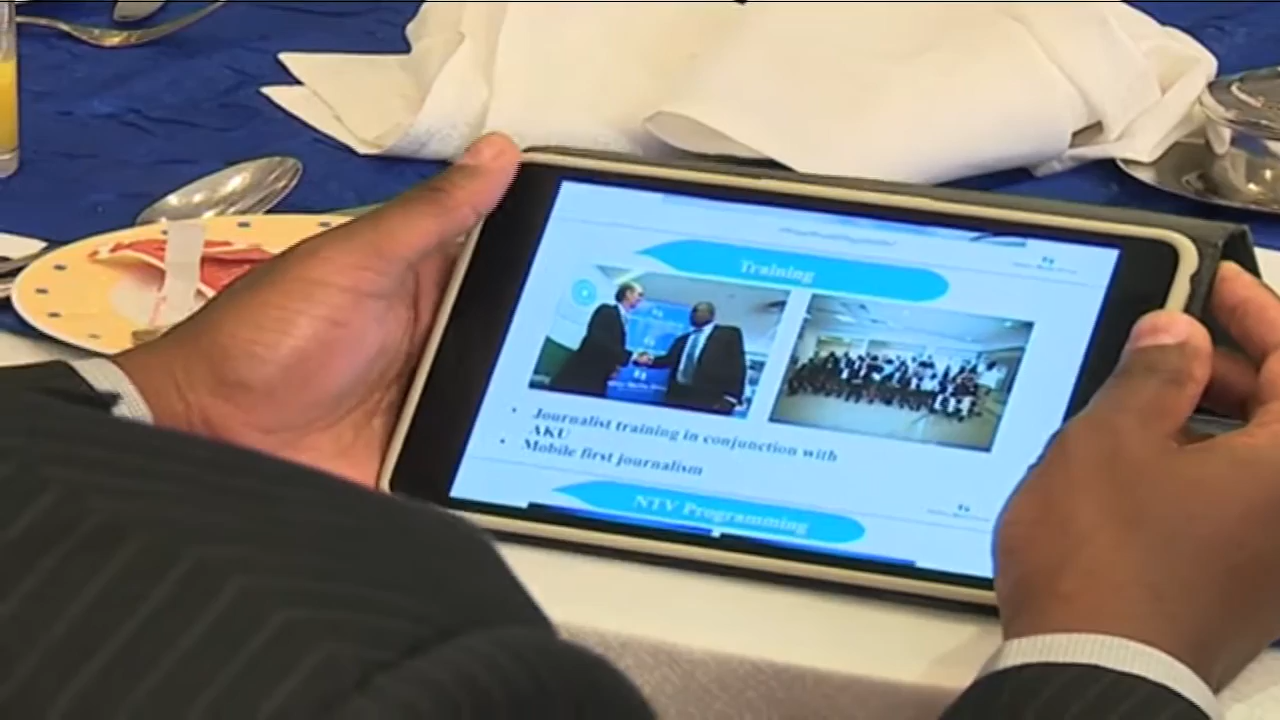 Training
Journalist training in conjunction with
AKU
Mobile first journalism
NTV Programming